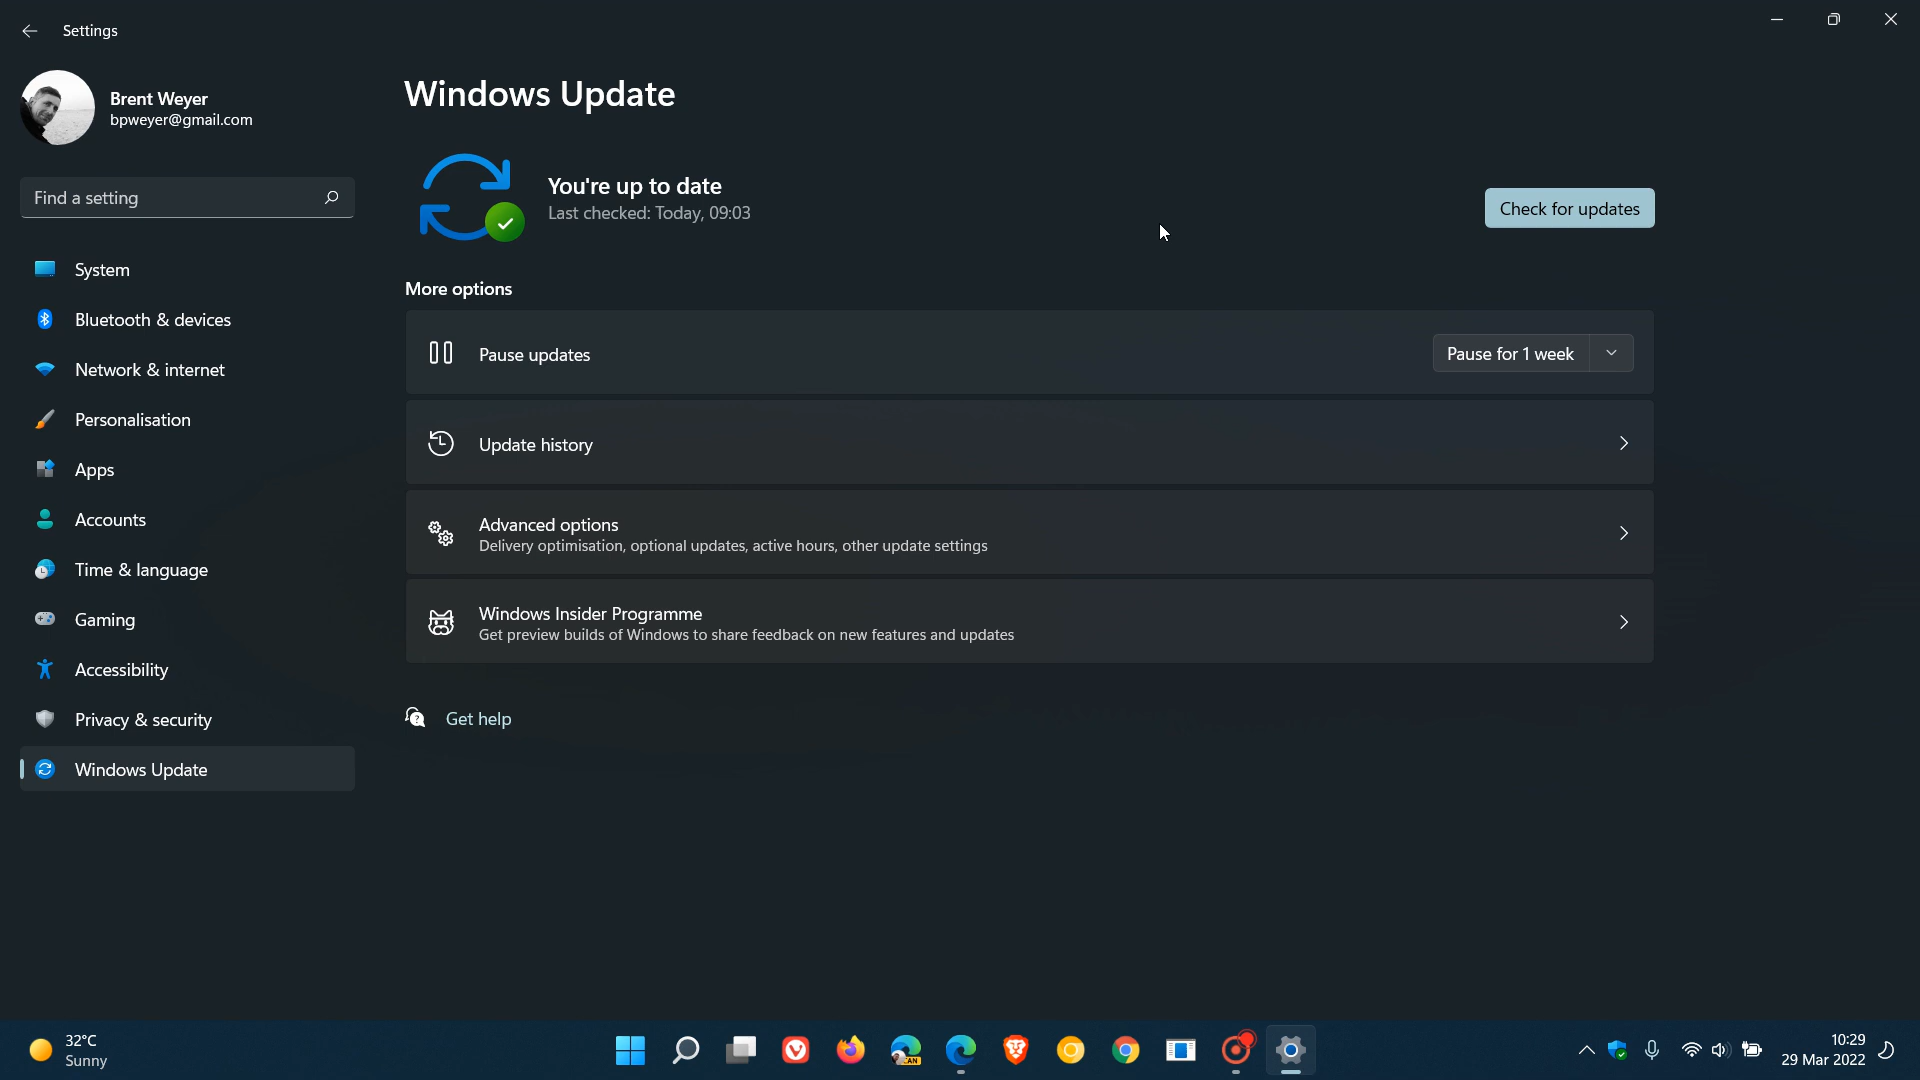 Settings
Brent Weyer
bpweyer@gmail.com
Find a setting
System
Bluetooth & devices
Network & internet
Personalisation
Apps
Accounts
Time & language
Gaming
Accessibility
Privacy & security
Windows Update
Windows Update
You're up to date
Last checked: Today, 09:03
Check for updates
More options
Pause updates
Pause for 1 week
Update history
Advanced options
Delivery optimisation, optional updates, active hours, other update settings
Windows Insider Programme
Get preview builds of Windows to share feedback on new features and updates
Get help
32°C
Sunny
CAN
10:29
29 Mar 2022